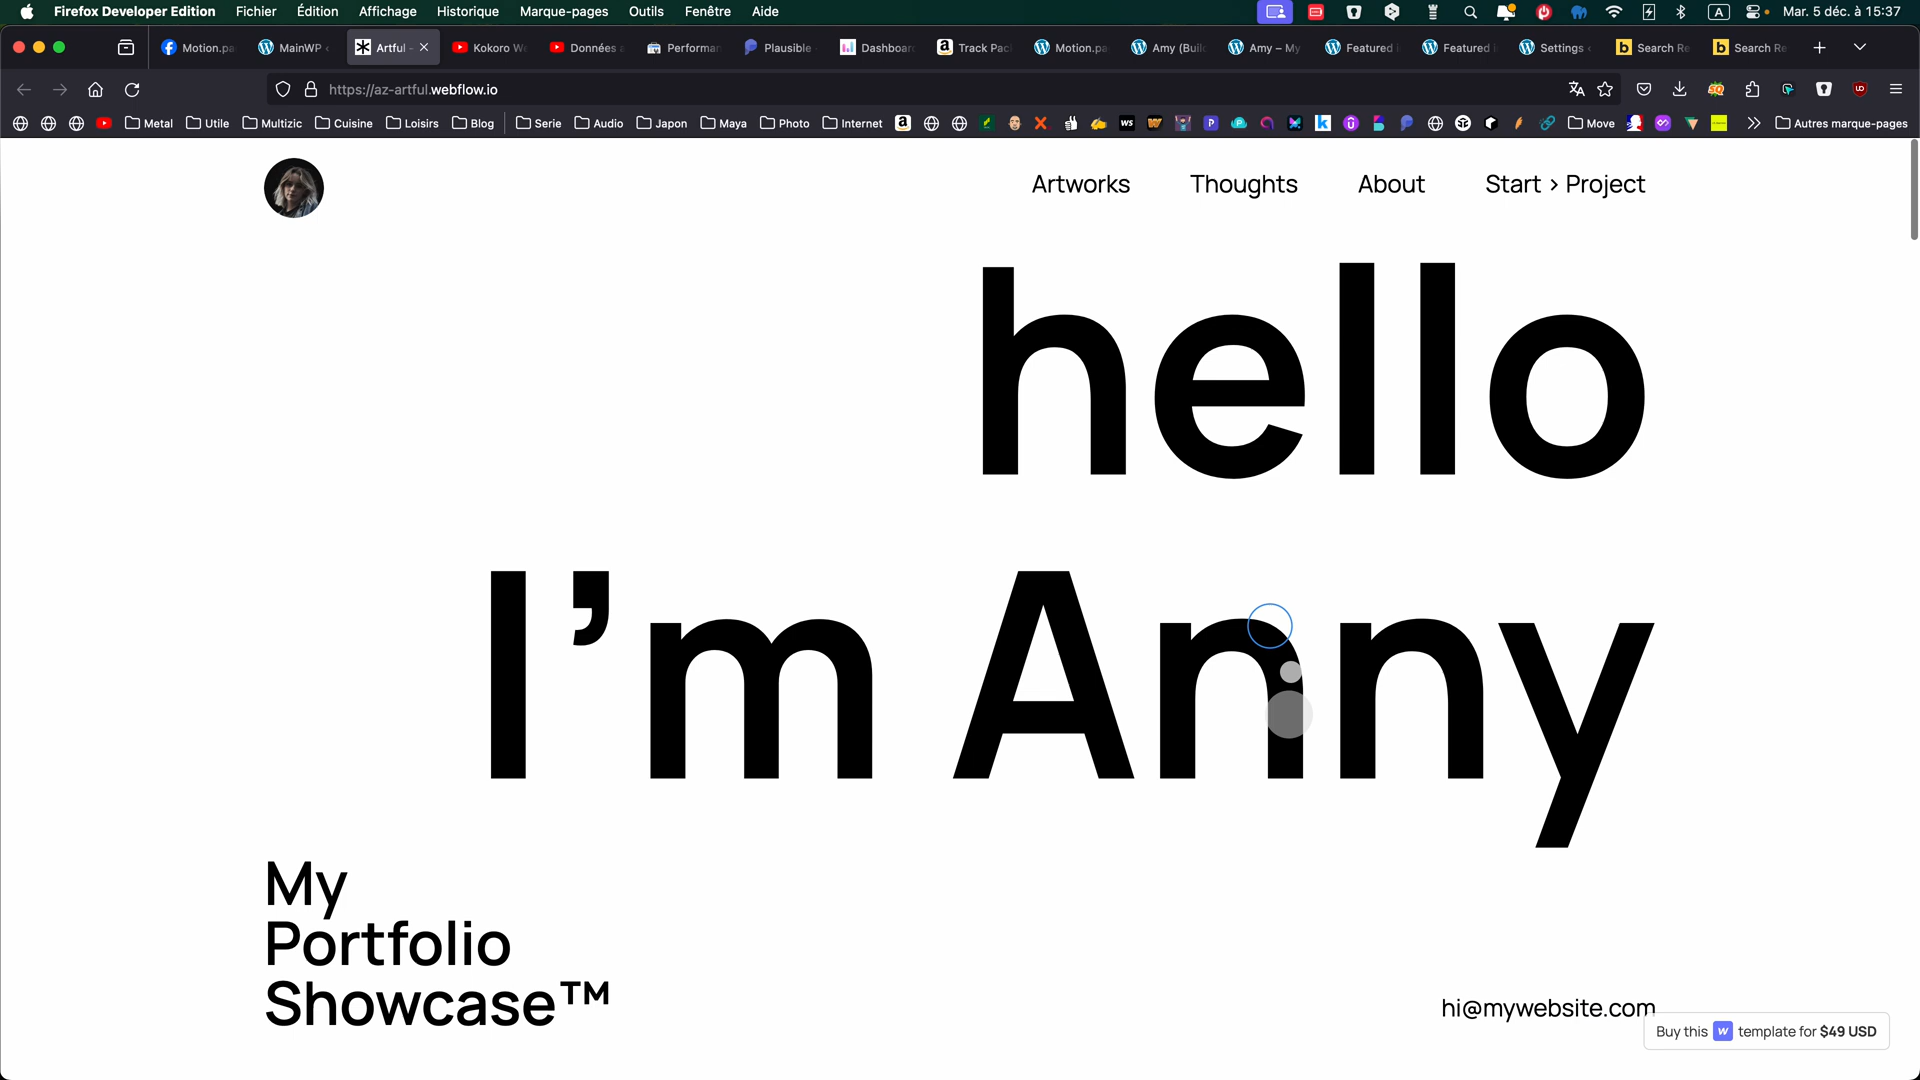 Firefox Developer Edition Fichier Édition Affichage Historique Marque-pages Outils Fenêtre Aide A Mar. 5 déc. à 15:37
Motion.pa MainWP Artful - Kokoro W Données Performan Plausible Dashboar Track Pac Motion.pa Amy (Buil Amy – My Featured Featured Settings Search Re Search Re
https://az-artful.webflow.io
Metal Utile Multizic Cuisine Loisirs Blog Serie Audio Japon Maya Photo Internet Move Autres marque-pages
Artworks Thoughts About Start > Project
hello
I’m Anny
My
Portfolio
Showcase™
hi@mywebsite.com
Buy this template for $49 USD